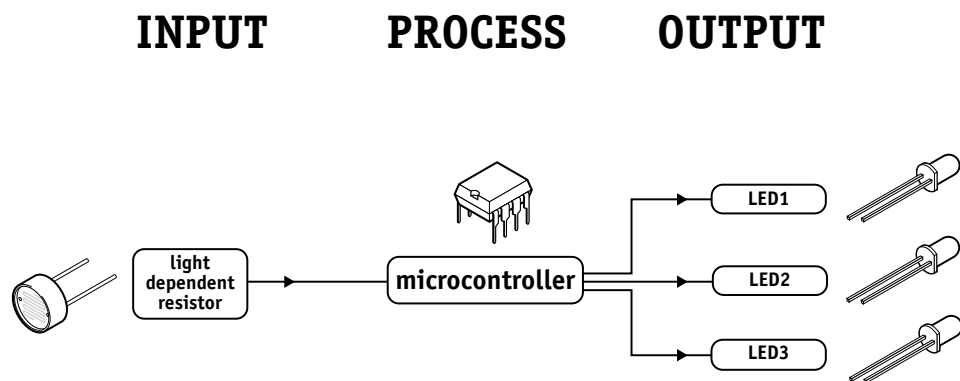 INPUT PROCESS OUTPUT
LED1
light
dependent
resistor
microcontroller
LED2
LED3